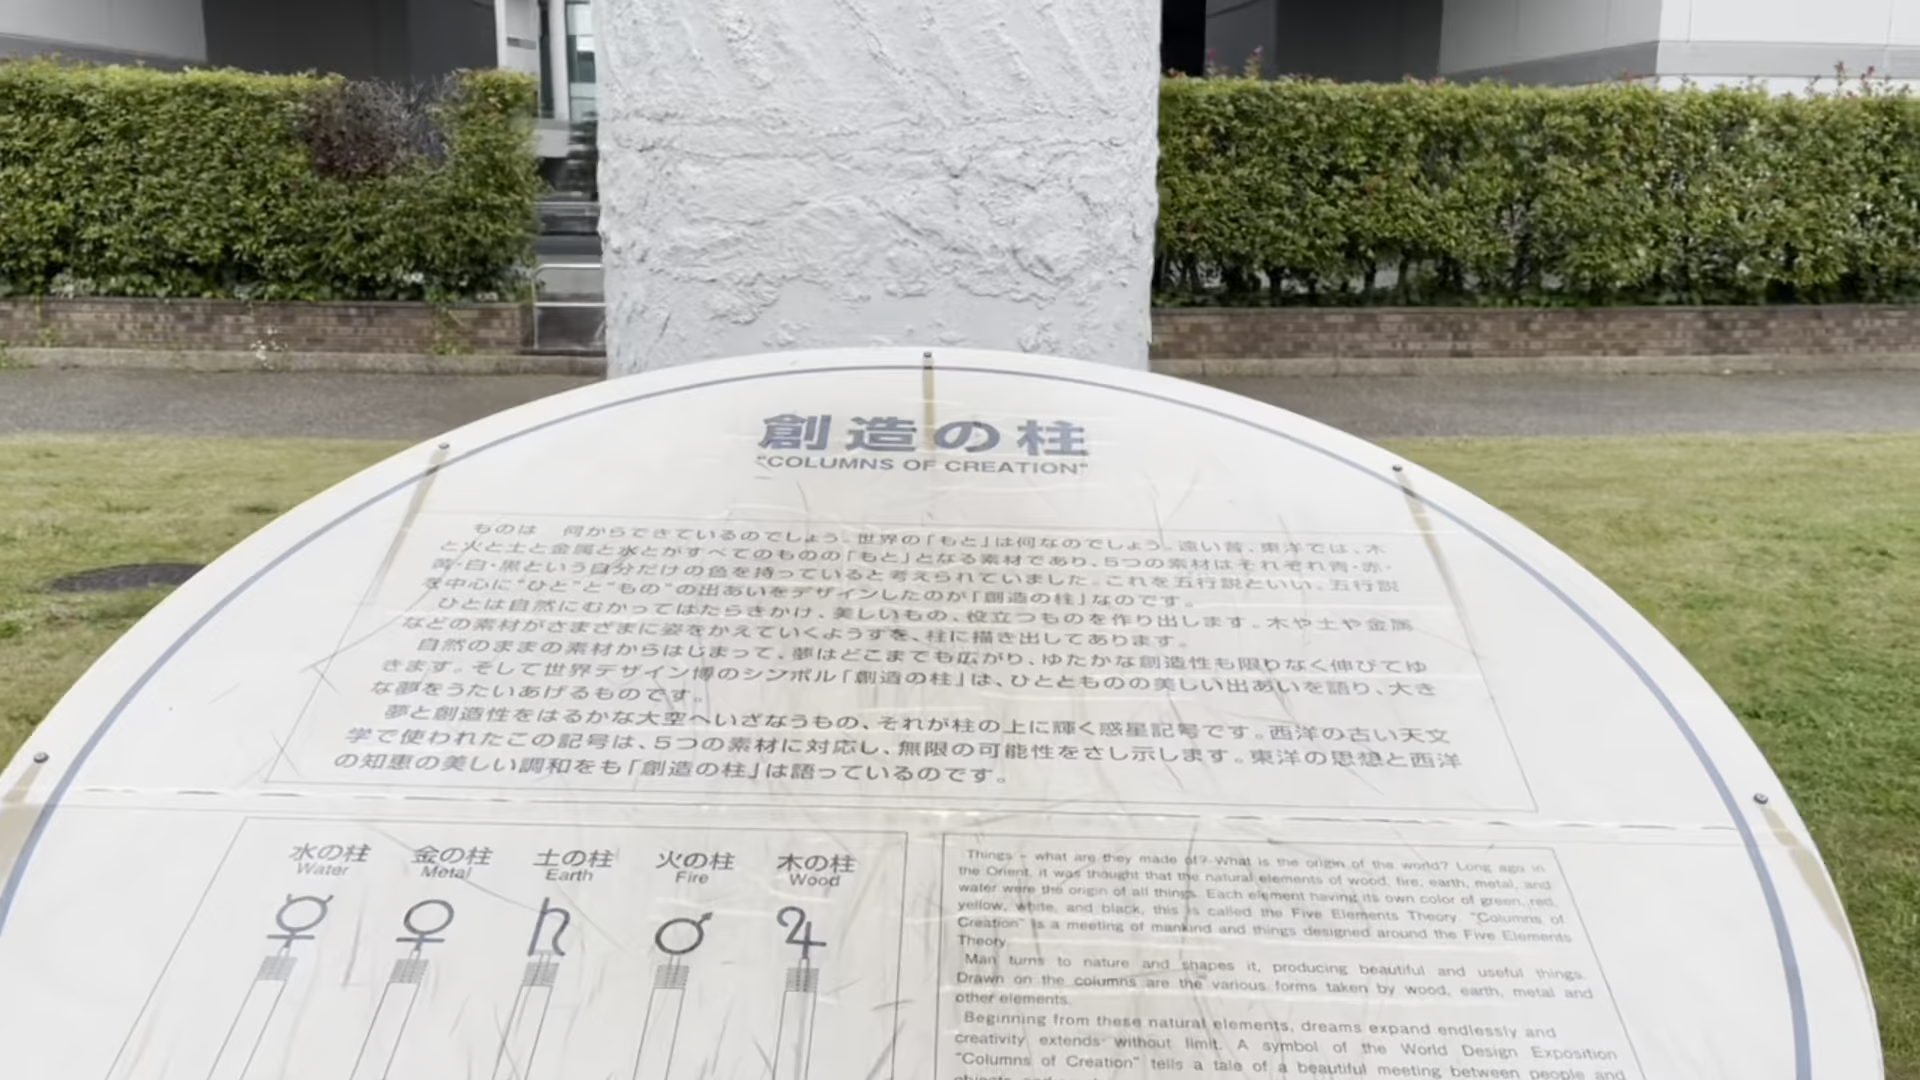 創造の柱
"COLUMNS OF CREATION"
ものは 何からできているのでしょう。世界の「もと」は何なのでしょう。遠い昔、東洋では、木
と火と土と金属と水とがすべてのものの「もと」となる素材であり、5つの素材はそれぞれ青・赤・
黄・白・黒という自分だけの色を持っていると考えられていました。これを五行説といい、五行説
を中心に"ひと"と"もの"の出あいをデザインしたのが「創造の柱」なのです。
ひとは自然にむかってはたらきかけ、美しいもの、役立つものを作り出します。木や土や金属
などの素材がさまざまに姿をかえていくようすを、柱に描き出してあります。
自然のままの素材からはじまって、夢はどこまでも広がり、ゆたかな創造性も限りなく伸びてゆ
きます。そして世界デザイン博のシンボル「創造の柱」は、ひととものの美しい出あいを語り、大き
な夢をうたいあげるものです。
夢と創造性をはるかな大空へいざなうもの、それが柱の上に輝く惑星記号です。西洋の古い天文
学で使われたこの記号は、5つの素材に対応し、無限の可能性をさし示します。東洋の思想と西洋
の知恵の美しい調和をも「創造の柱」は語っているのです。
水の柱 金の柱 土の柱 火の柱 木の柱
Water Metal Earth Fire Wood
Things - what are they made of? What is the origin of the world? Long ago in
the Orient, it was thought that the natural elements of wood, fire, earth, metal, and
water were the origin of all things. Each element having its own color of green, red,
yellow, white, and black, this is called the Five Elements Theory. "Columns of
Creation" is a meeting of mankind and things designed around the Five Elements
Theory.
Man turns to nature and shapes it, producing beautiful and useful things.
Drawn on the columns are the various forms taken by wood, earth, metal and
other elements.
Beginning from these natural elements, dreams expand endlessly and
creativity extends without limit. A symbol of the World Design Exposition
"Columns of Creation" tells a tale of a beautiful meeting between people and